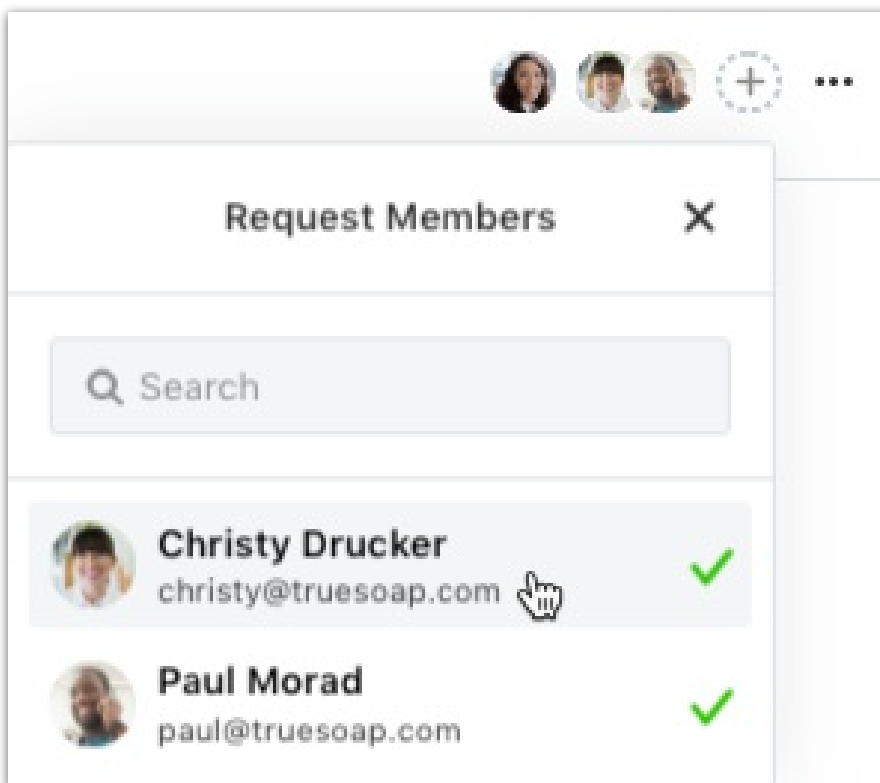 Request Members
Search
Christy Drucker
christy@truesoap.com
Paul Morad
paul@truesoap.com